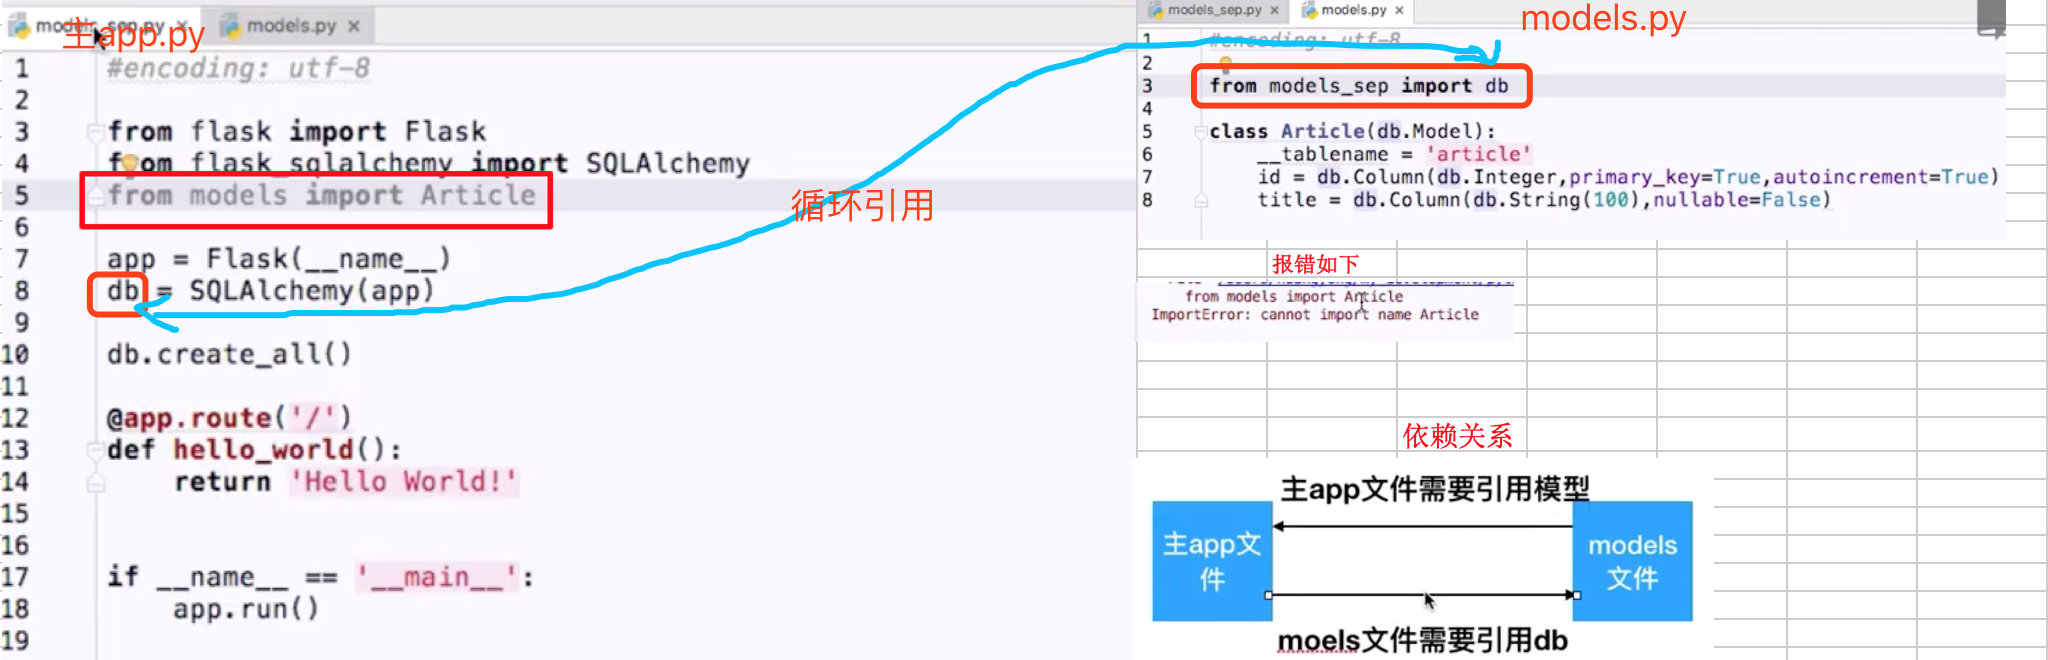 models_sep.py × models.py ×
主app.py
1 #encoding: utf-8
2
3 from flask import Flask
4 from flask_sqlalchemy import SQLAlchemy
5 from models import Article
6
7 app = Flask(__name__)
8 db = SQLAlchemy(app)
9
10 db.create_all()
11
12 @app.route('/')
13 def hello_world():
14 return 'Hello World!'
15
16
17 if __name__ == '__main__':
18 app.run()
19
循环引用
models_sep.py × models.py ×
models.py
1 #encoding: utf-8
2
3 from models_sep import db
4
5 class Article(db.Model):
6 __tablename = 'article'
7 id = db.Column(db.Integer,primary_key=True,autoincrement=True)
8 title = db.Column(db.String(100),nullable=False)
报错如下
from models import Article
ImportError: cannot import name Article
依赖关系
主app文件需要引用模型
主app文
件
models
文件
moels文件需要引用db